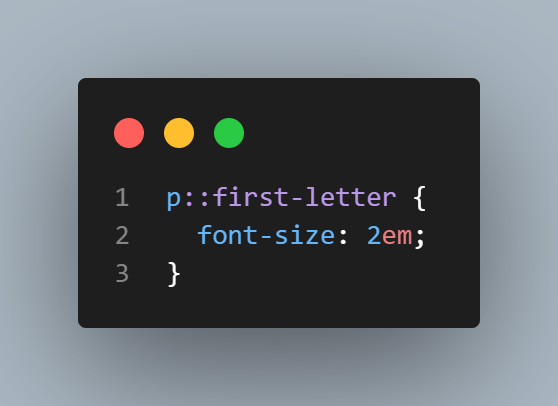 1 p::first-letter {
2   font-size: 2em;
3 }